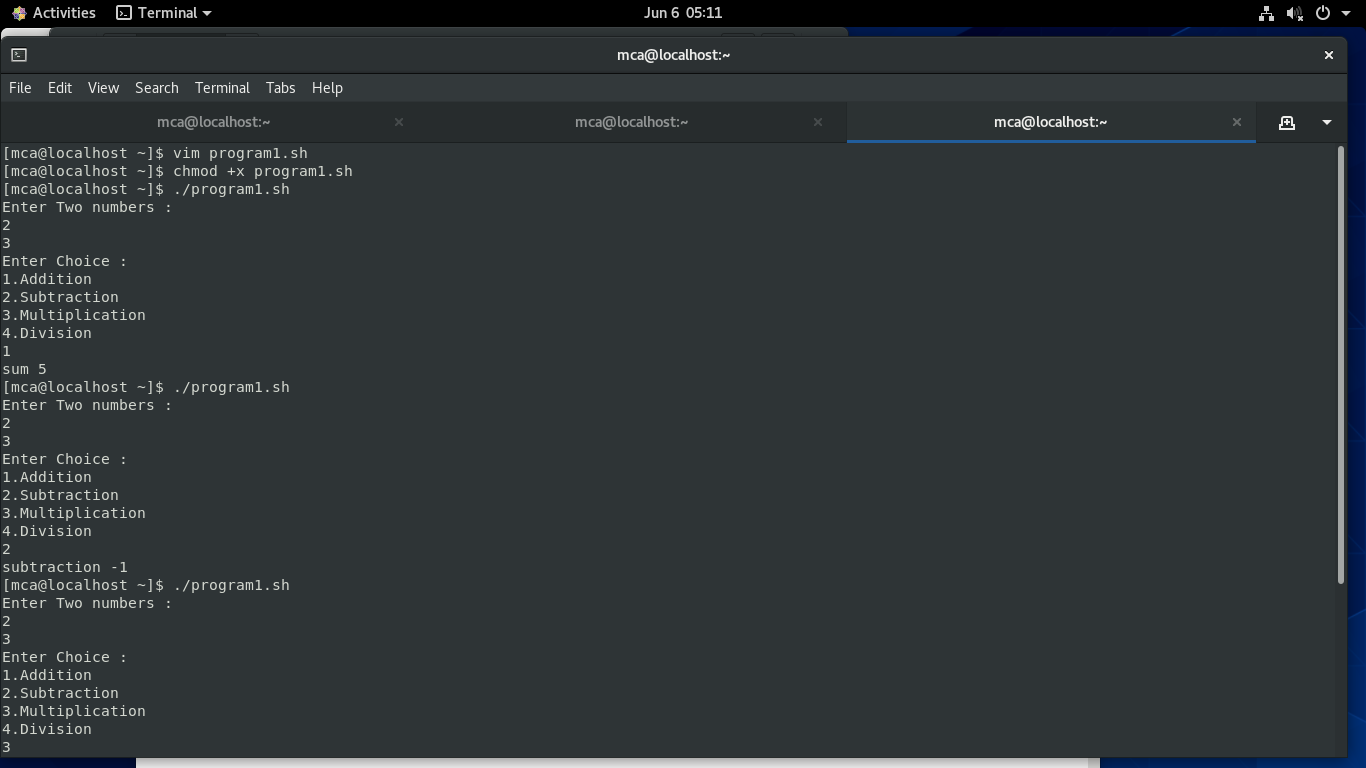 Activities Terminal Jun 6 05:11
mca@localhost:~
File Edit View Search Terminal Tabs Help
mca@localhost:~ mca@localhost:~ mca@localhost:~
[mca@localhost ~]$ vim program1.sh
[mca@localhost ~]$ chmod +x program1.sh
[mca@localhost ~]$ ./program1.sh
Enter Two numbers :
2
3
Enter Choice :
1.Addition
2.Subtraction
3.Multiplication
4.Division
1
sum 5
[mca@localhost ~]$ ./program1.sh
Enter Two numbers :
2
3
Enter Choice :
1.Addition
2.Subtraction
3.Multiplication
4.Division
2
subtraction -1
[mca@localhost ~]$ ./program1.sh
Enter Two numbers :
2
3
Enter Choice :
1.Addition
2.Subtraction
3.Multiplication
4.Division
3